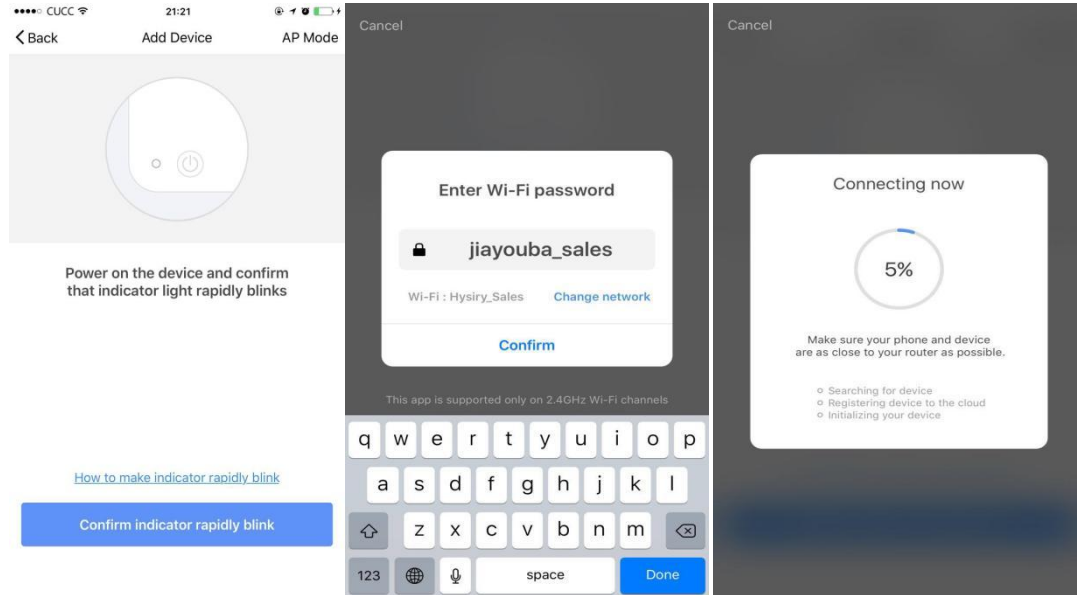 CUCC 21:21
Back Add Device AP Mode
Power on the device and confirm
that indicator light rapidly blinks
How to make indicator rapidly blink
Confirm indicator rapidly blink
Cancel
Enter Wi-Fi password
jiayouba_sales
Wi-Fi : Hysiry_Sales Change network
Confirm
This app is supported only on 2.4GHz Wi-Fi channels
q w e r t y u i o p
a s d f g h j k l
z x c v b n m
123 space Done
Cancel
Connecting now
5%
Make sure your phone and device
are as close to your router as possible.
Searching for device
Registering device to the cloud
Initializing your device